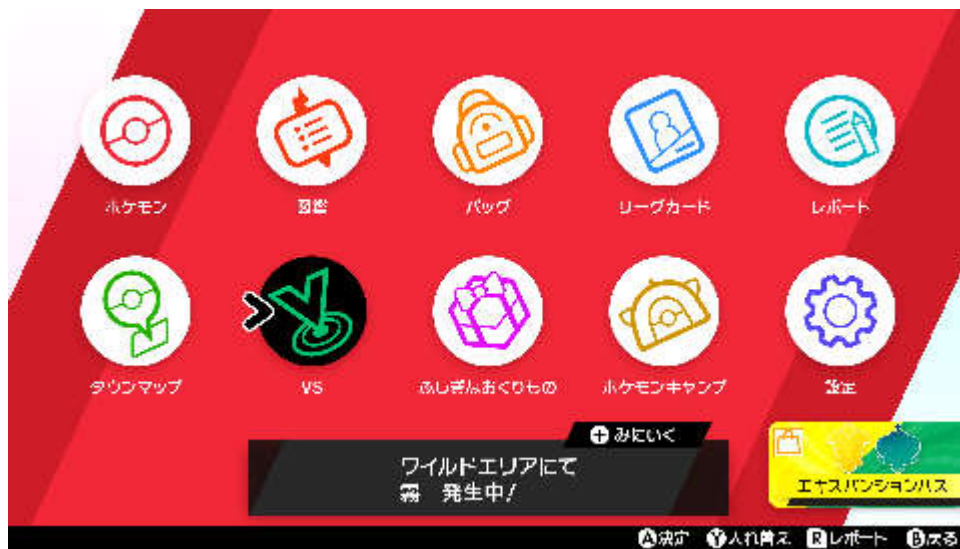 ポケモン
図鑑
バッグ
リーグカード
レポート
タウンマップ
VS
ふしぎなおくりもの
ポケモンキャンプ
設定
+ みにいく
ワイルドエリアにて
霧 発生中！
エキスパンションパス
A決定 Y入れ替え Rレポート Bもどる